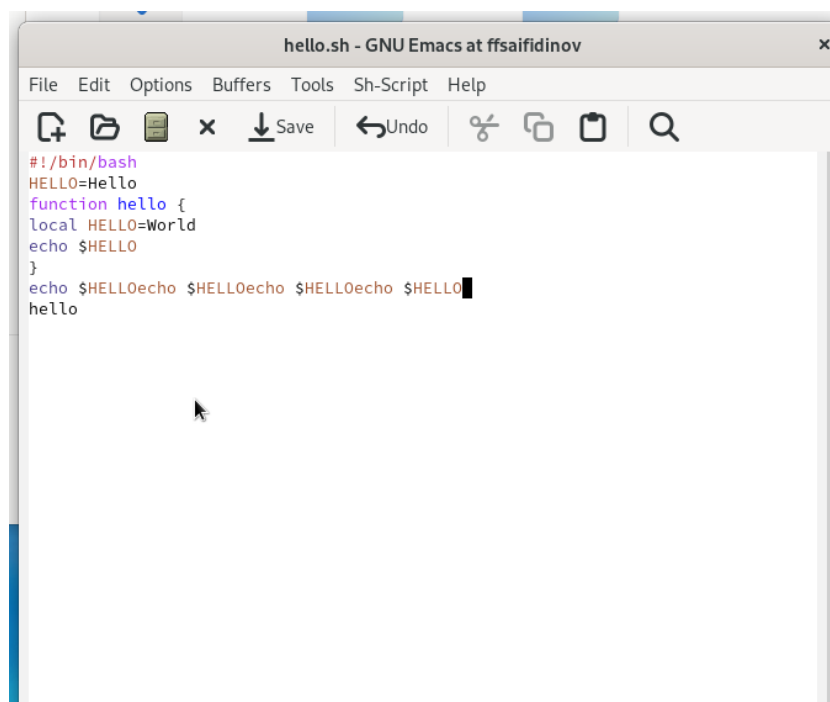 hello.sh - GNU Emacs at ffsaifidinov
File Edit Options Buffers Tools Sh-Script Help
Save Undo
#!/bin/bash
HELLO=Hello
function hello {
local HELLO=World
echo $HELLO
}
echo $HELLOecho $HELLOecho $HELLOecho $HELLO
hello